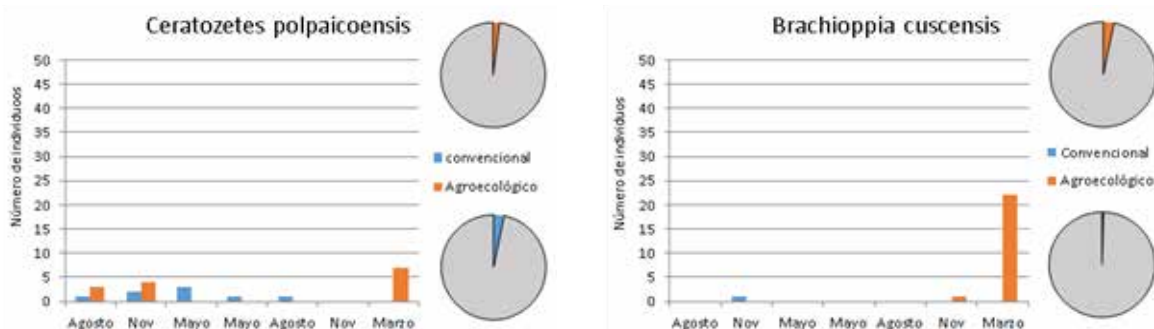 Ceratozetes polpaicoensis
Número de individuoos
50
45
40
35
30
25
20
15
10
5
0
Agosto Nov Mayo Mayo Agosto Nov Marzo
convencional
Agroecológico
Brachioppia cuscensis
Número de individuos
50
45
40
35
30
25
20
15
10
5
0
Agosto Nov Mayo Mayo Agosto Nov Marzo
Convencional
Agroecológico